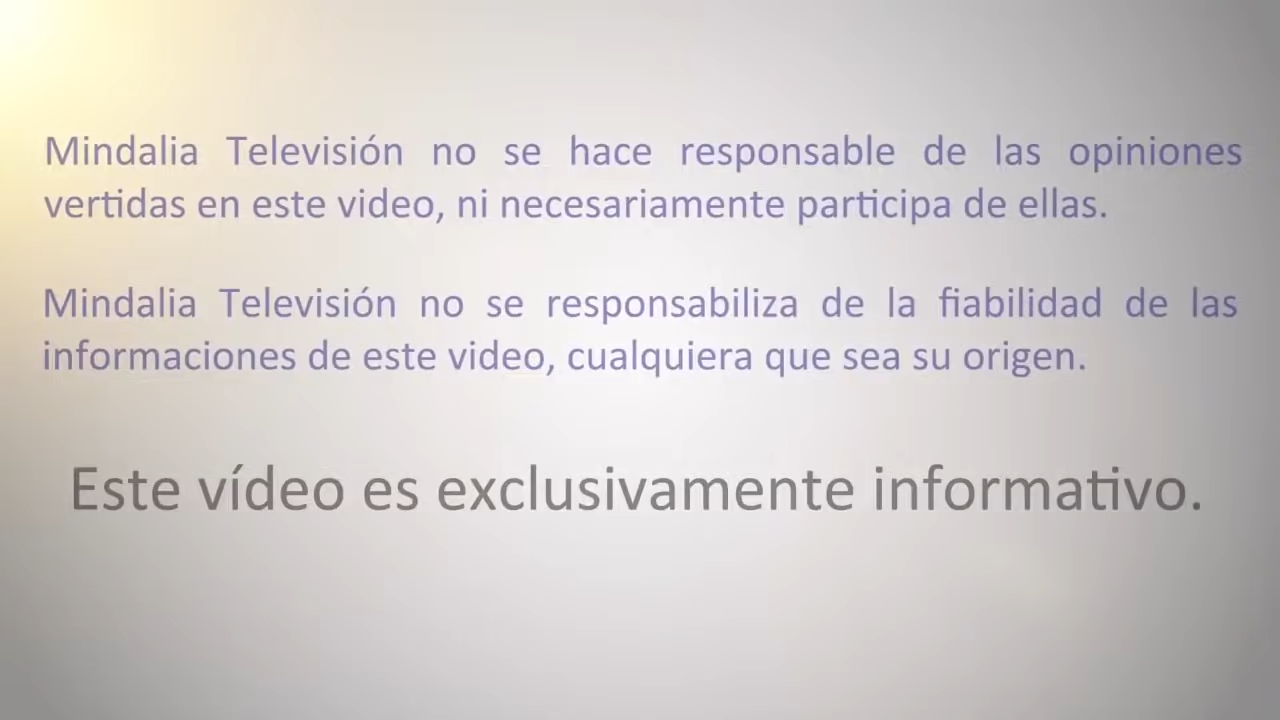 Mindalia Televisión no se hace responsable de las opiniones
vertidas en este video, ni necesariamente participa de ellas.
Mindalia Televisión no se responsabiliza de la fiabilidad de las
informaciones de este video, cualquiera que sea su origen.
Este vídeo es exclusivamente informativo.